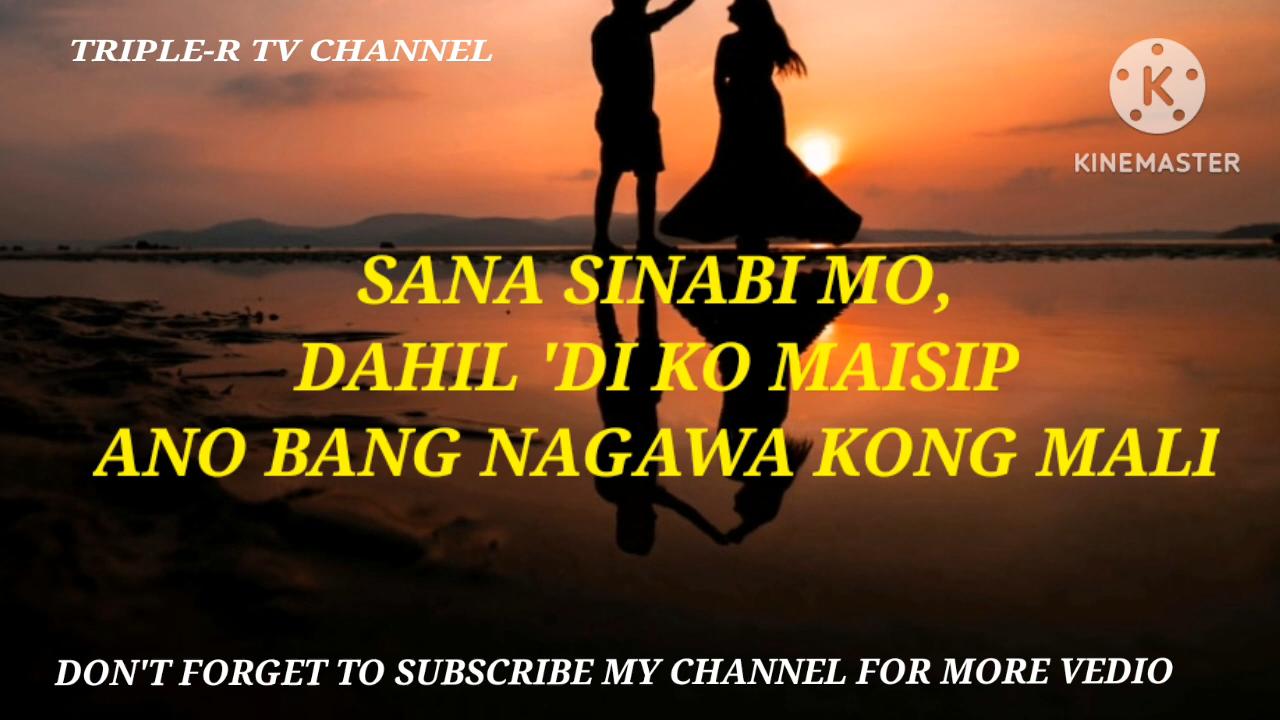 TRIPLE-R TV CHANNEL
K
KINEMASTER
SANA SINABI MO,
DAHIL 'DI KO MAISIP
ANO BANG NAGAWA KONG MALI
DON'T FORGET TO SUBSCRIBE MY CHANNEL FOR MORE VEDIO